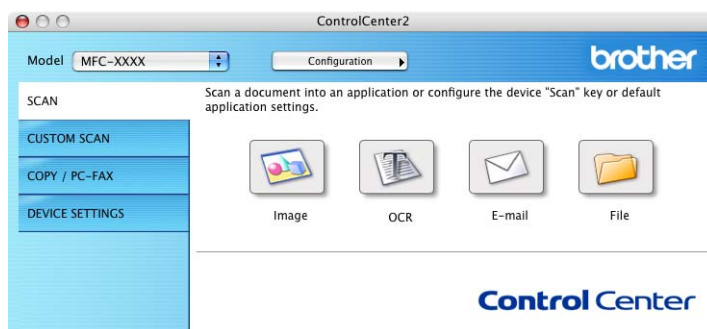 ControlCenter2
Model MFC-XXXX Configuration
brother
SCAN
CUSTOM SCAN
COPY / PC-FAX
DEVICE SETTINGS
Scan a document into an application or configure the device "Scan" key or default
application settings.
Image OCR E-mail File
Control Center